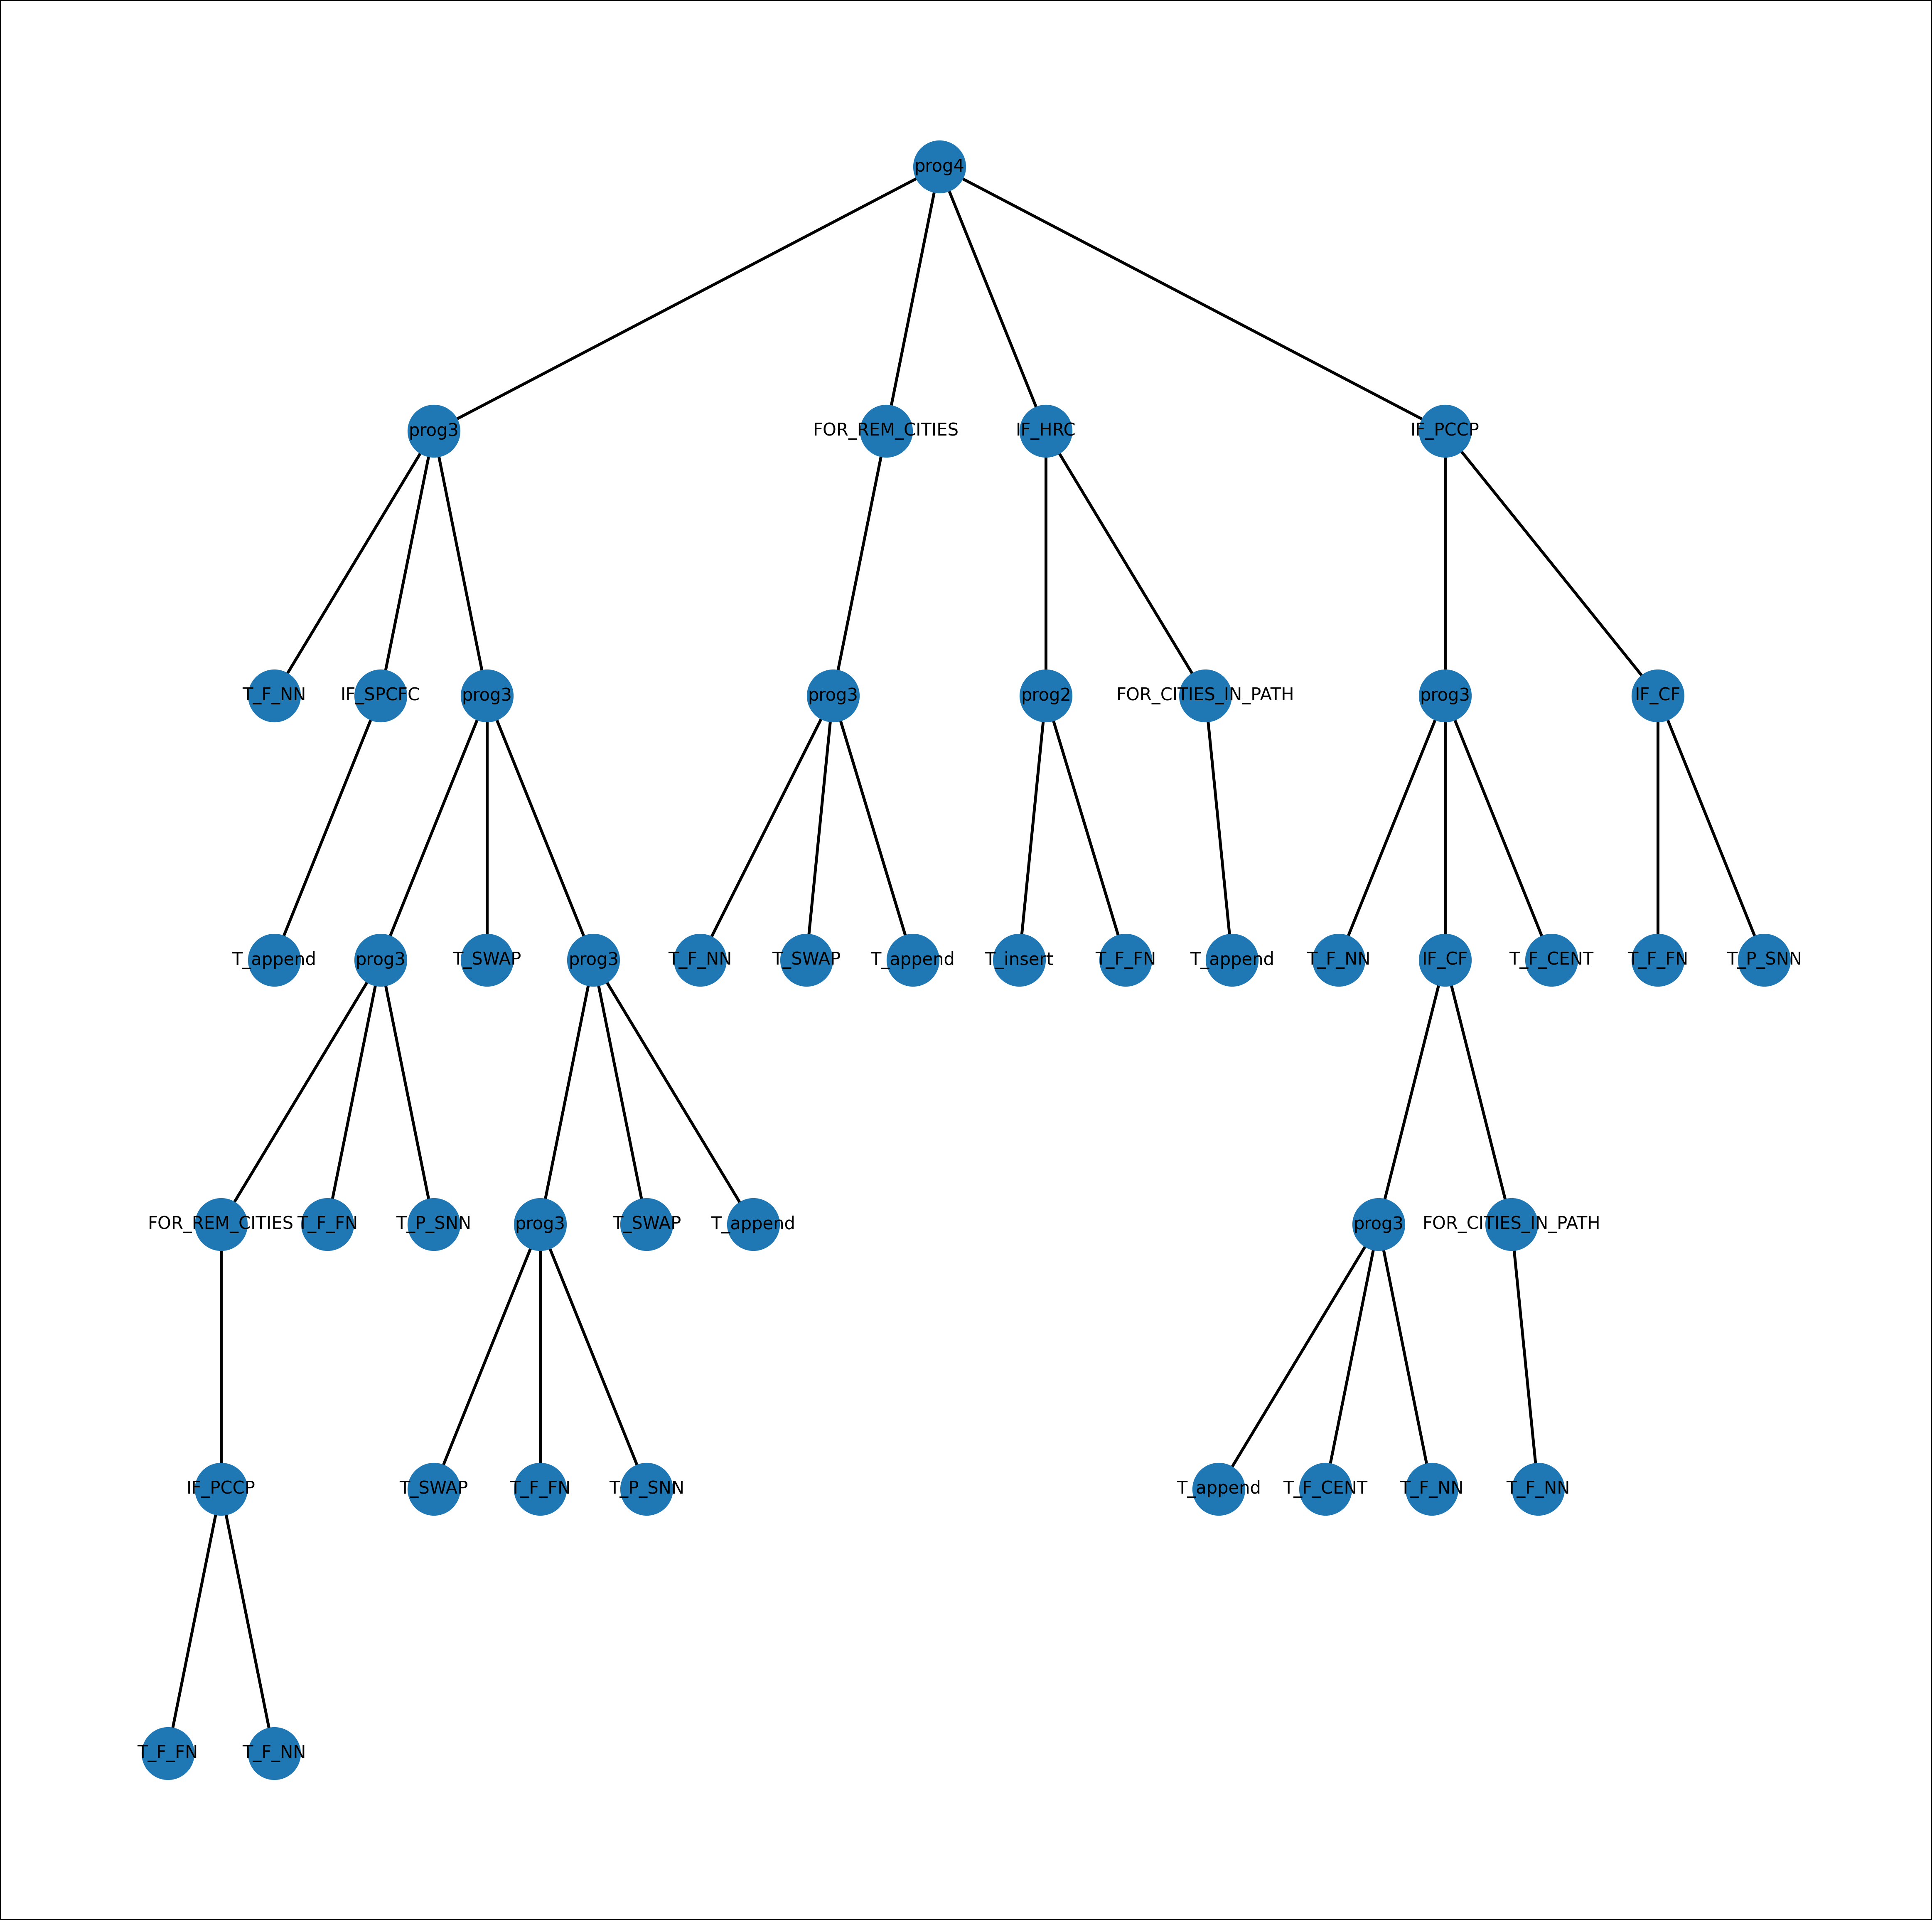 prog4
prog3
FOR_REM_CITIES
IF_HRC
IF_PCCP
T_F_NN
IF_SPCFC
prog3
prog3
prog2
FOR_CITIES_IN_PATH
prog3
IF_CF
T_append
prog3
T_SWAP
prog3
T_F_NN
T_SWAP
T_append
T_insert
T_F_FN
T_append
T_F_NN
IF_CF
T_F_CENT
T_F_FN
T_P_SNN
FOR_REM_CITIES
T_F_FN
T_P_SNN
prog3
T_SWAP
T_append
prog3
FOR_CITIES_IN_PATH
IF_PCCP
T_SWAP
T_F_FN
T_P_SNN
T_append
T_F_CENT
T_F_NN
T_F_NN
T_F_FN
T_F_NN